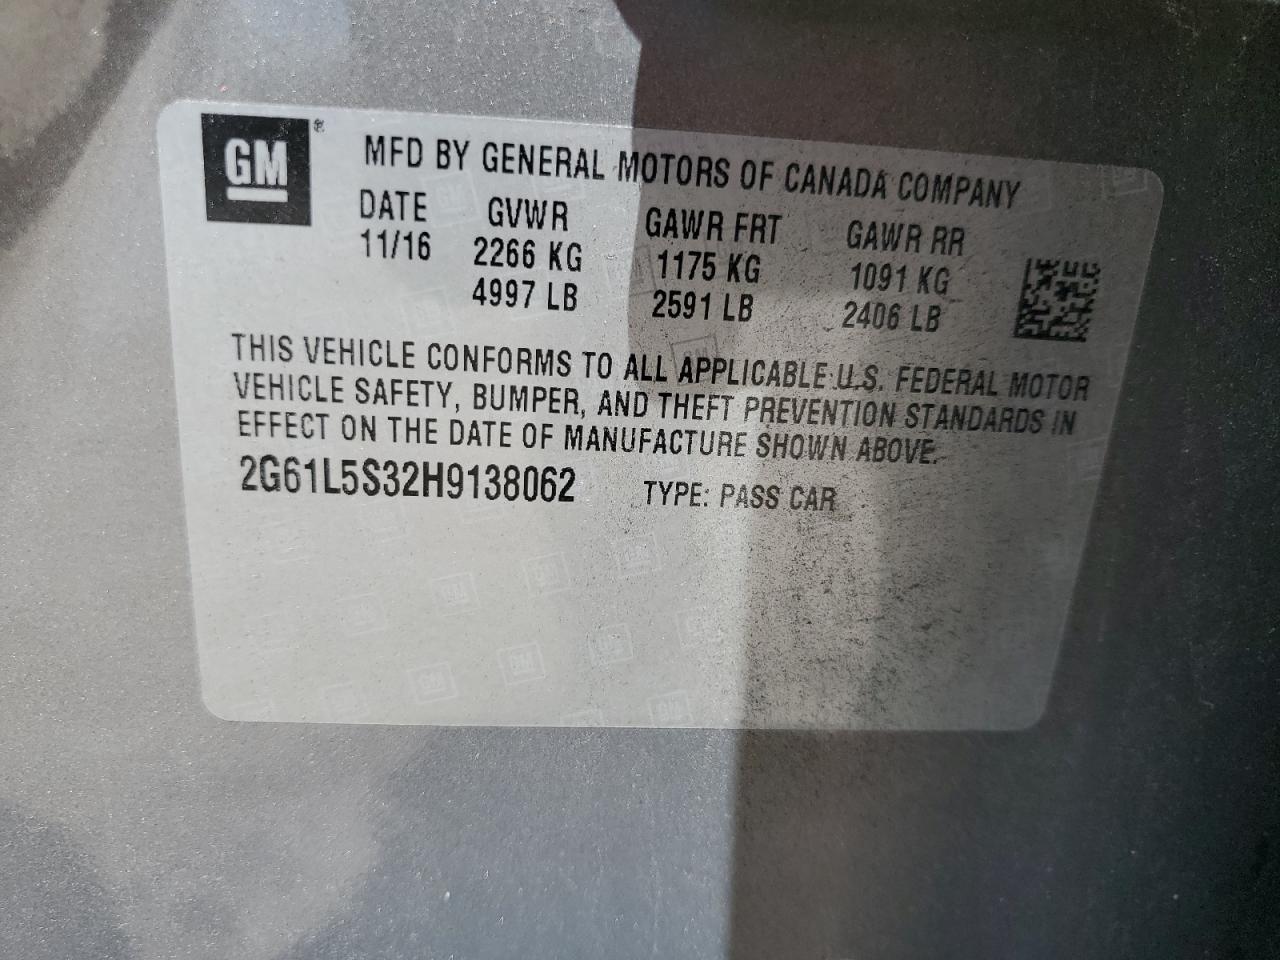 GM®
MFD BY GENERAL MOTORS OF CANADA COMPANY
DATE GVWR GAWR FRT GAWR RR
11/16 2266 KG 1175 KG 1091 KG
4997 LB 2591 LB 2406 LB
THIS VEHICLE CONFORMS TO ALL APPLICABLE U.S. FEDERAL MOTOR
VEHICLE SAFETY, BUMPER, AND THEFT PREVENTION STANDARDS IN
EFFECT ON THE DATE OF MANUFACTURE SHOWN ABOVE.
2G61L5S32H9138062 TYPE: PASS CAR